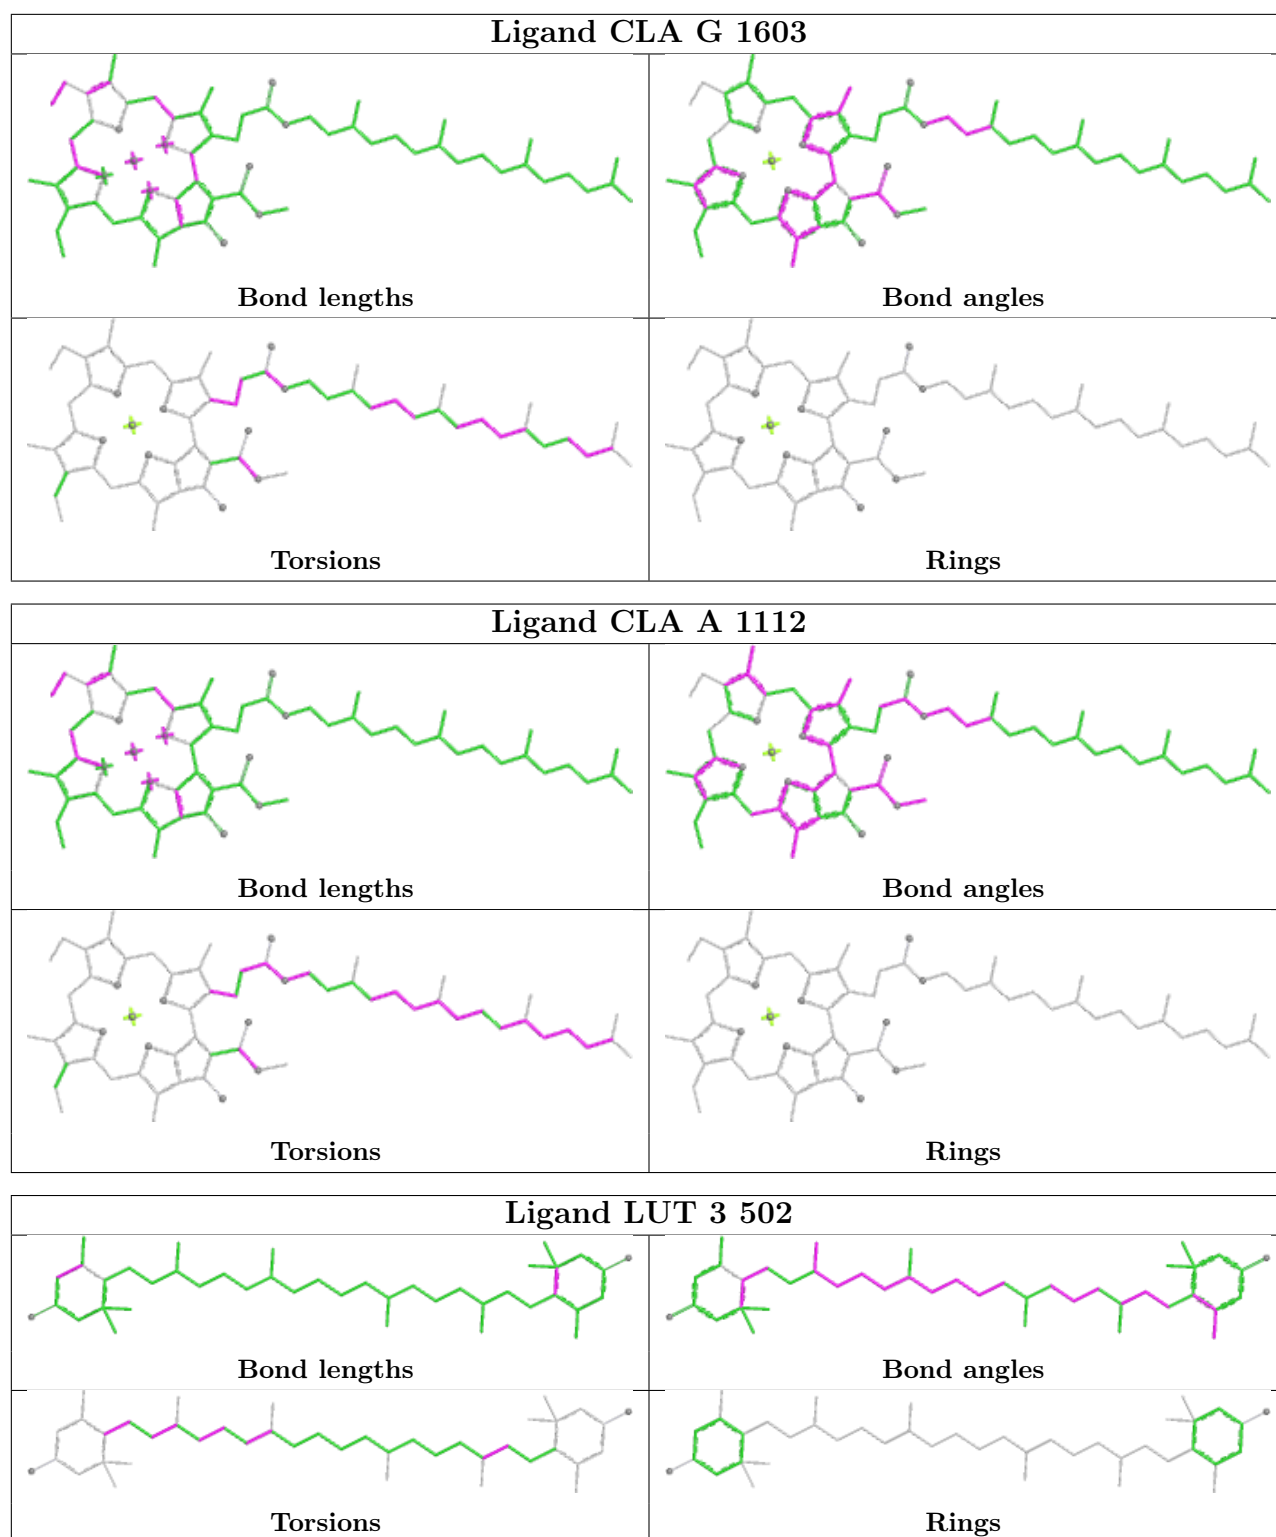 Ligand CLA G 1603
Bond lengths
Bond angles
Torsions
Rings
Ligand CLA A 1112
Bond lengths
Bond angles
Torsions
Rings
Ligand LUT 3 502
Bond lengths
Bond angles
Torsions
Rings